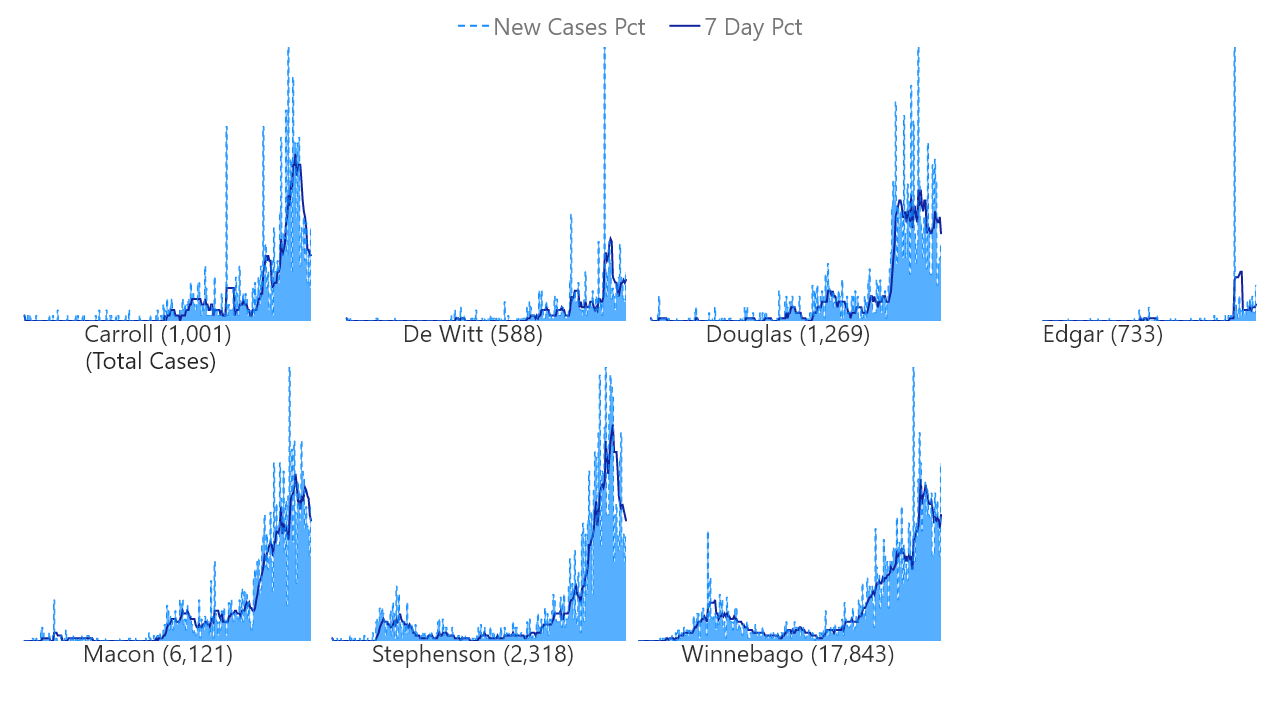 New Cases Pct 7 Day Pct
Carroll (1,001) De Witt (588) Douglas (1,269) Edgar (733)
(Total Cases)
Macon (6,121) Stephenson (2,318) Winnebago (17,843)